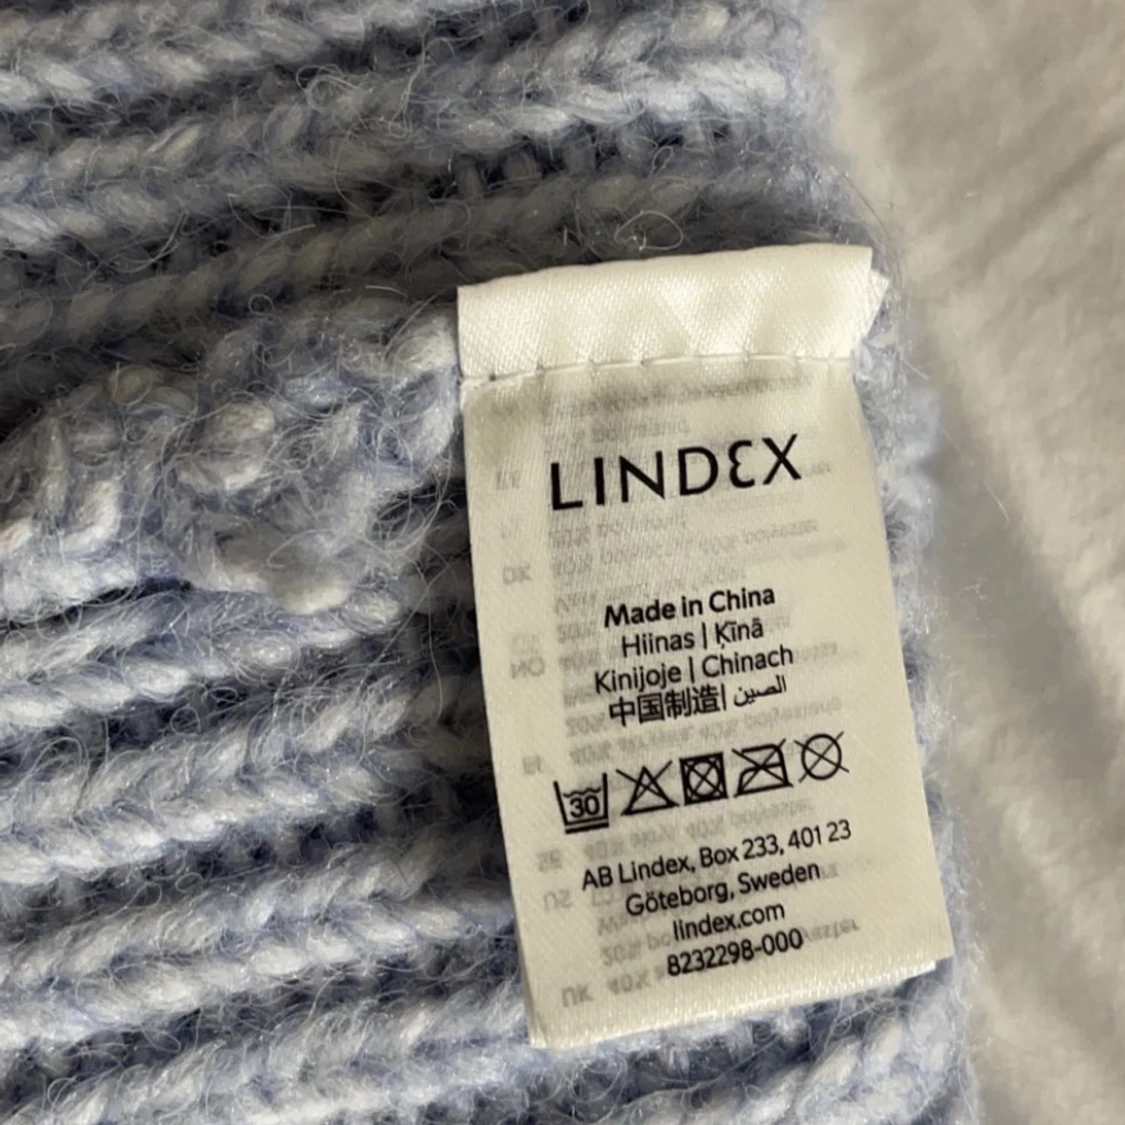 LINDEX
Made in China
Hiinas | Ķīnā
Kinijoje | Chinach
中国制造| الصين
30
AB Lindex, Box 233, 401 23
Göteborg, Sweden
lindex.com
8232298-000